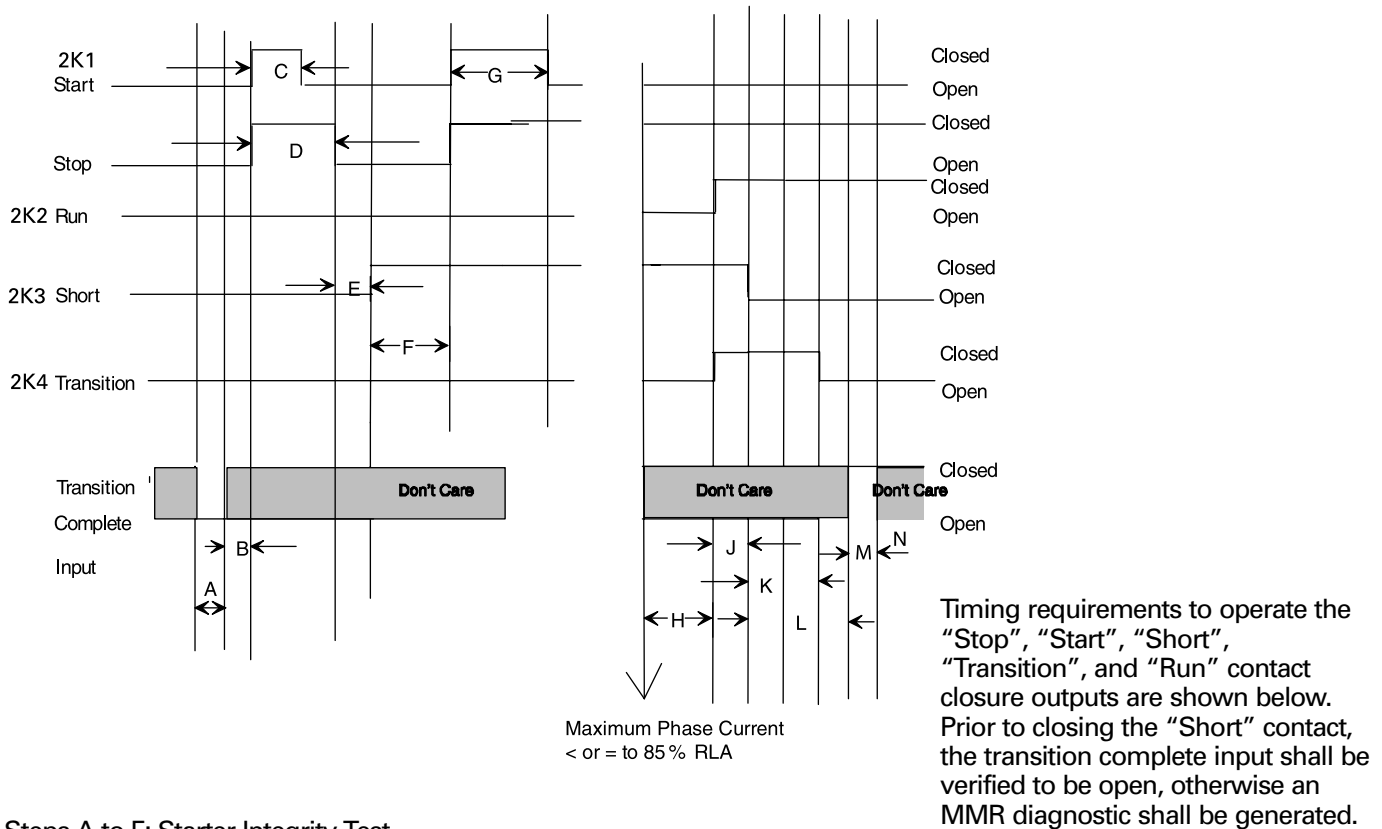 2K1
Start
C
G
Closed
Open
Stop
D
Closed
Open
2K2 Run
Closed
Open
2K3 Short
E
Closed
Open
F
2K4 Transition
Closed
Open
Transition
Complete
Input
Don't Care
Don't Care
Don't Care
Closed
Open
B
A
J
M
N
K
H
L
Maximum Phase Current
< or = to 85 % RLA
Timing requirements to operate the
“Stop”, “Start”, “Short”,
“Transition”, and “Run” contact
closure outputs are shown below.
Prior to closing the “Short” contact,
the transition complete input shall be
verified to be open, otherwise an
MMR diagnostic shall be generated.